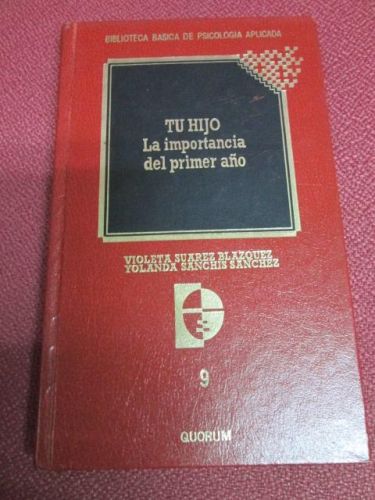 BIBLIOTECA BASICA DE PSICOLOGIA APLICADA
TU HIJO
La importancia
del primer año
VIOLETA SUAREZ BLAZQUEZ
YOLANDA SANCHIS SANCHEZ
9
QUORUM